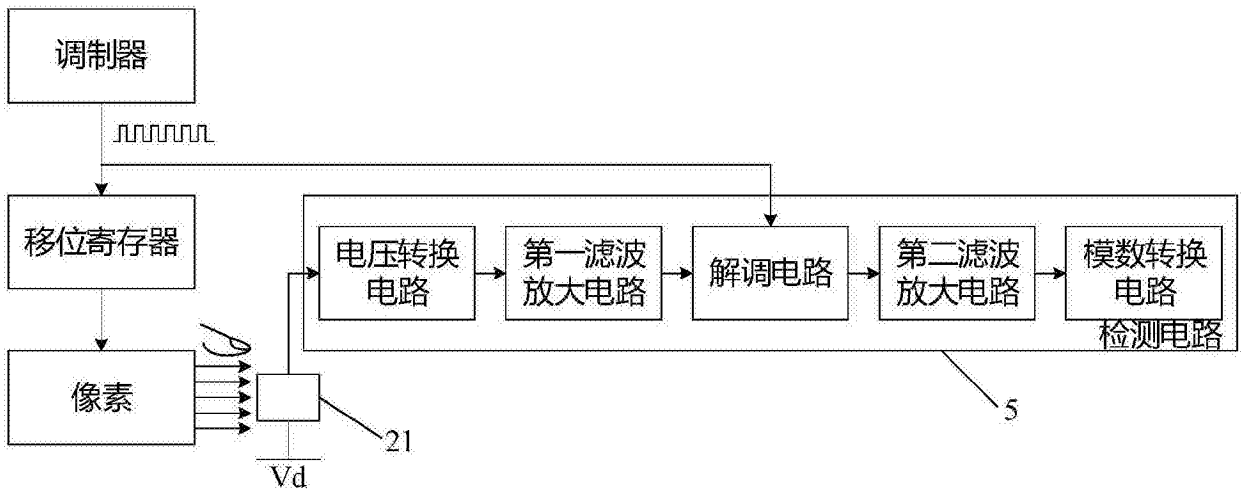 调制器
移位寄存器
像素
电压转换
电路
第一滤波
放大电路
解调电路
第二滤波
放大电路
模数转换
电路
检测电路
5
21
Vd